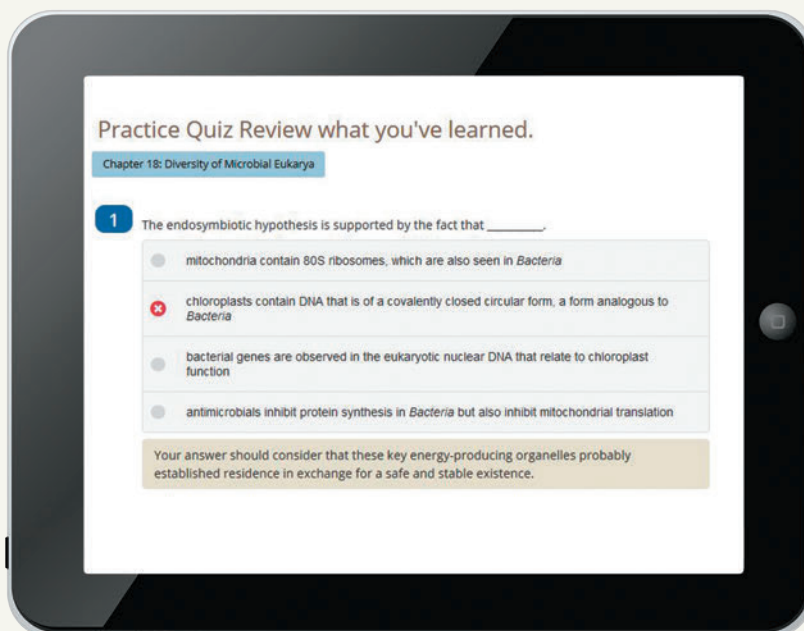 Practice Quiz Review what you've learned.
Chapter 18: Diversity of Microbial Eukarya
1
The endosymbiotic hypothesis is supported by the fact that ________.
mitochondria contain 80S ribosomes, which are also seen in Bacteria
chloroplasts contain DNA that is of a covalently closed circular form, a form analogous to
Bacteria
bacterial genes are observed in the eukaryotic nuclear DNA that relate to chloroplast
function
antimicrobials inhibit protein synthesis in Bacteria but also inhibit mitochondrial translation
Your answer should consider that these key energy-producing organelles probably
established residence in exchange for a safe and stable existence.